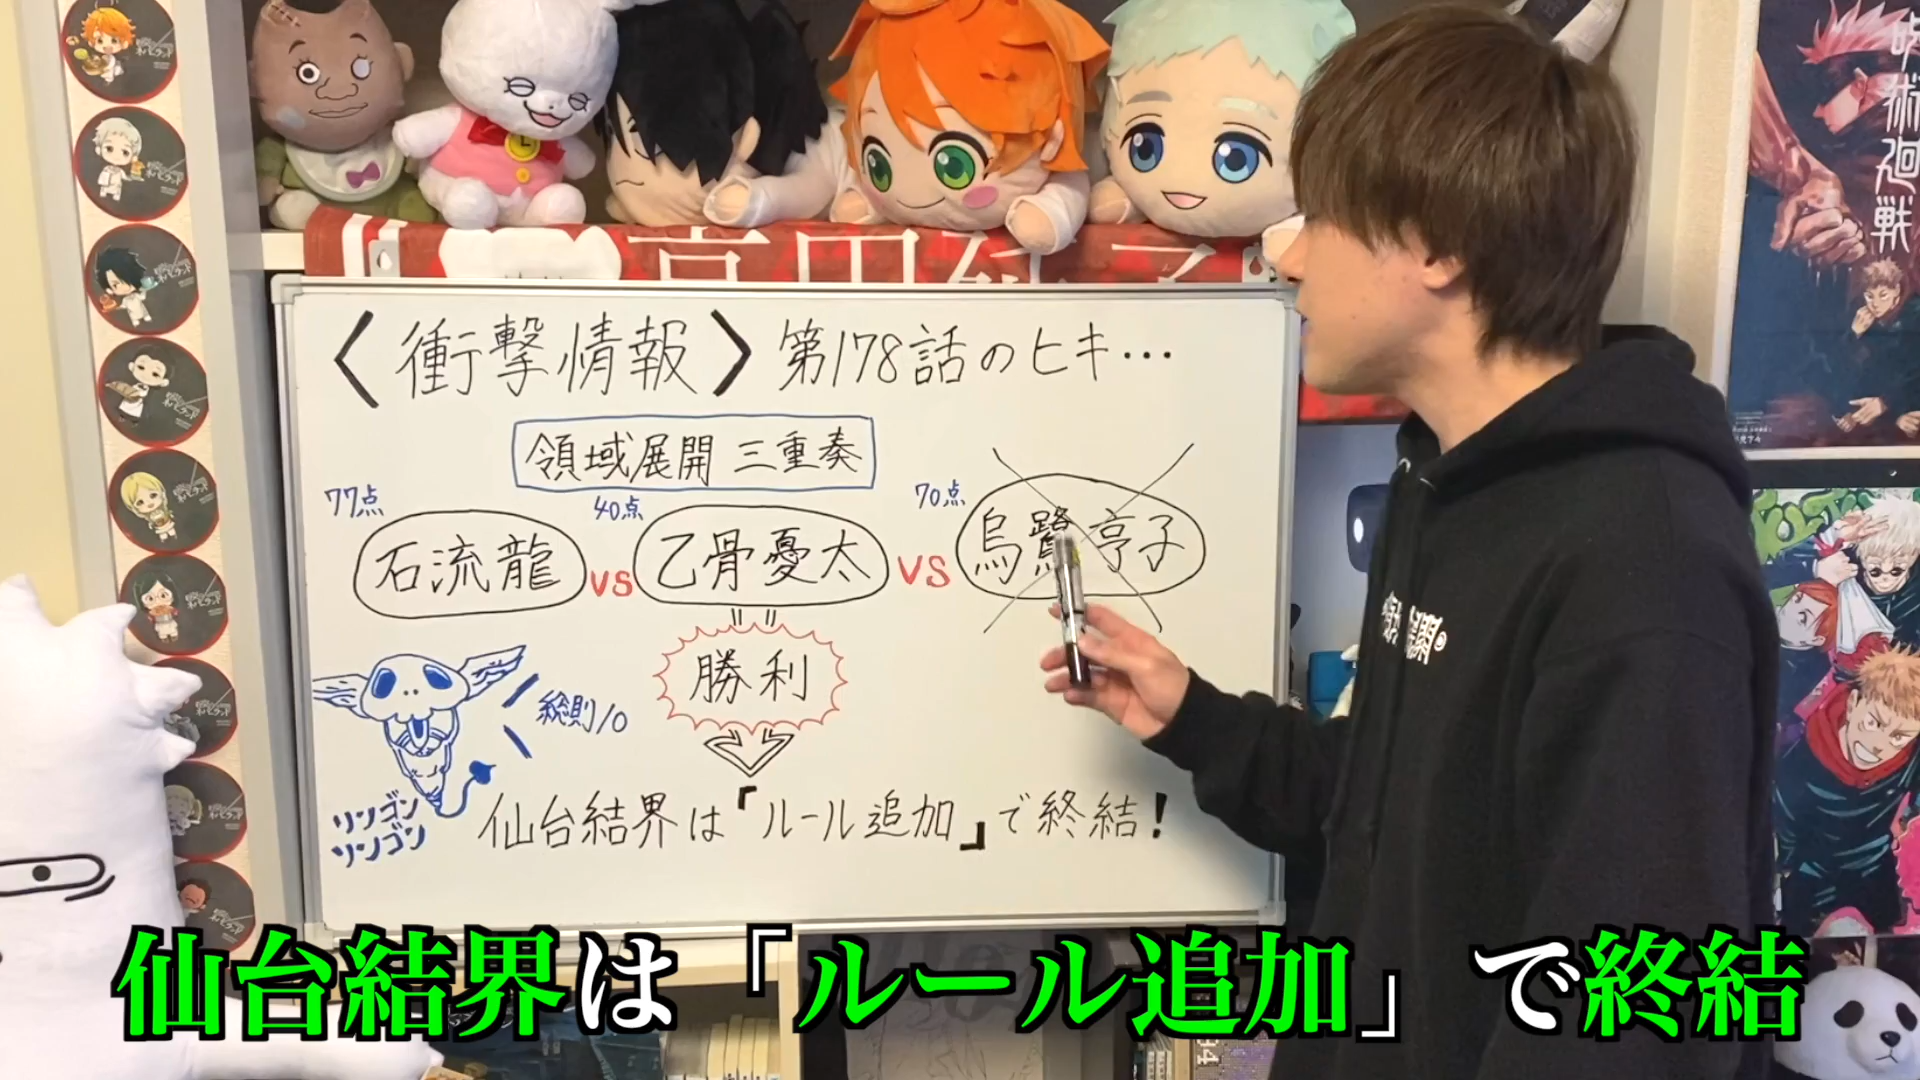 呪術廻戦
〈衝撃情報〉第178話のヒキ…
領域展開 三重奏
77点
40点
70点
石流龍 vs 乙骨憂太 vs 烏鷺亨子
勝利
総則10
リンゴン
リンゴン
仙台結界は『ルール追加』で終結!
仙台結界は「ルール追加」で終結